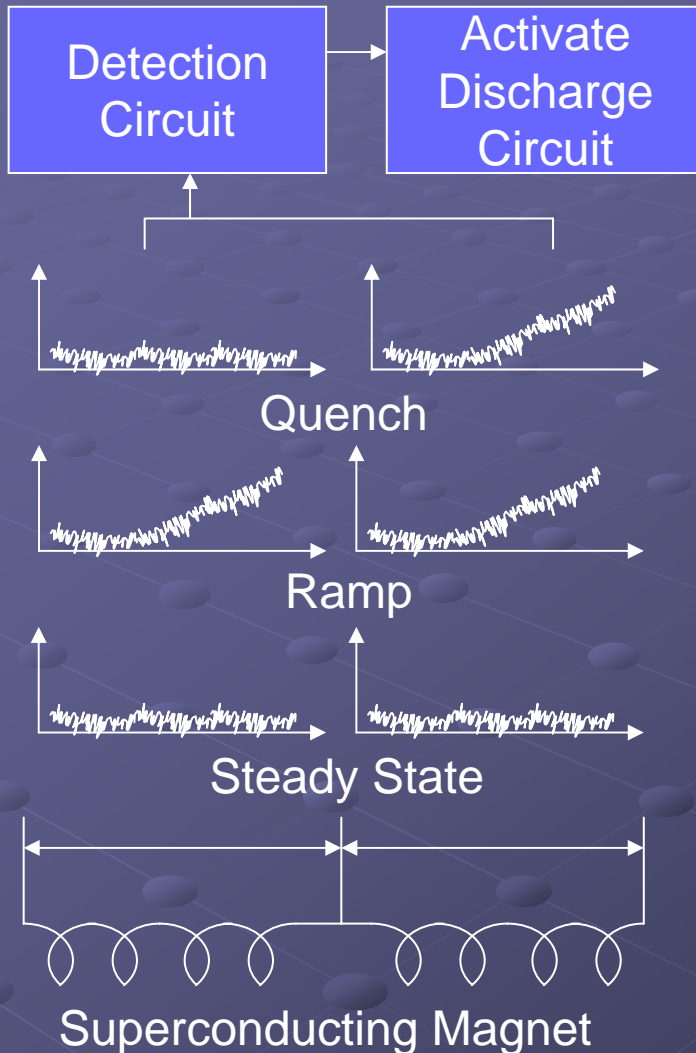 Detection
Circuit
Activate
Discharge
Circuit
Quench
Ramp
Steady State
Superconducting Magnet